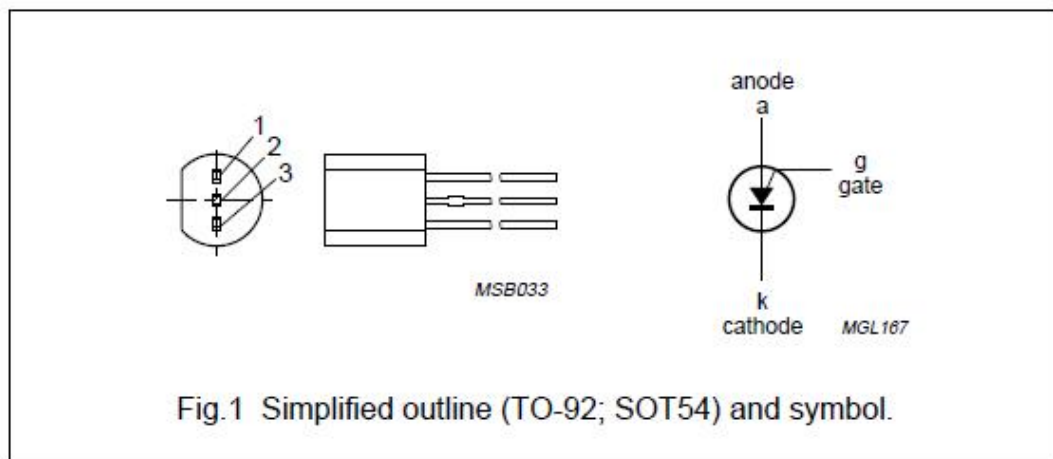 1
2
3
MSB033
anode
a
g
gate
k
cathode
MGL167
Fig.1 Simplified outline (TO-92; SOT54) and symbol.